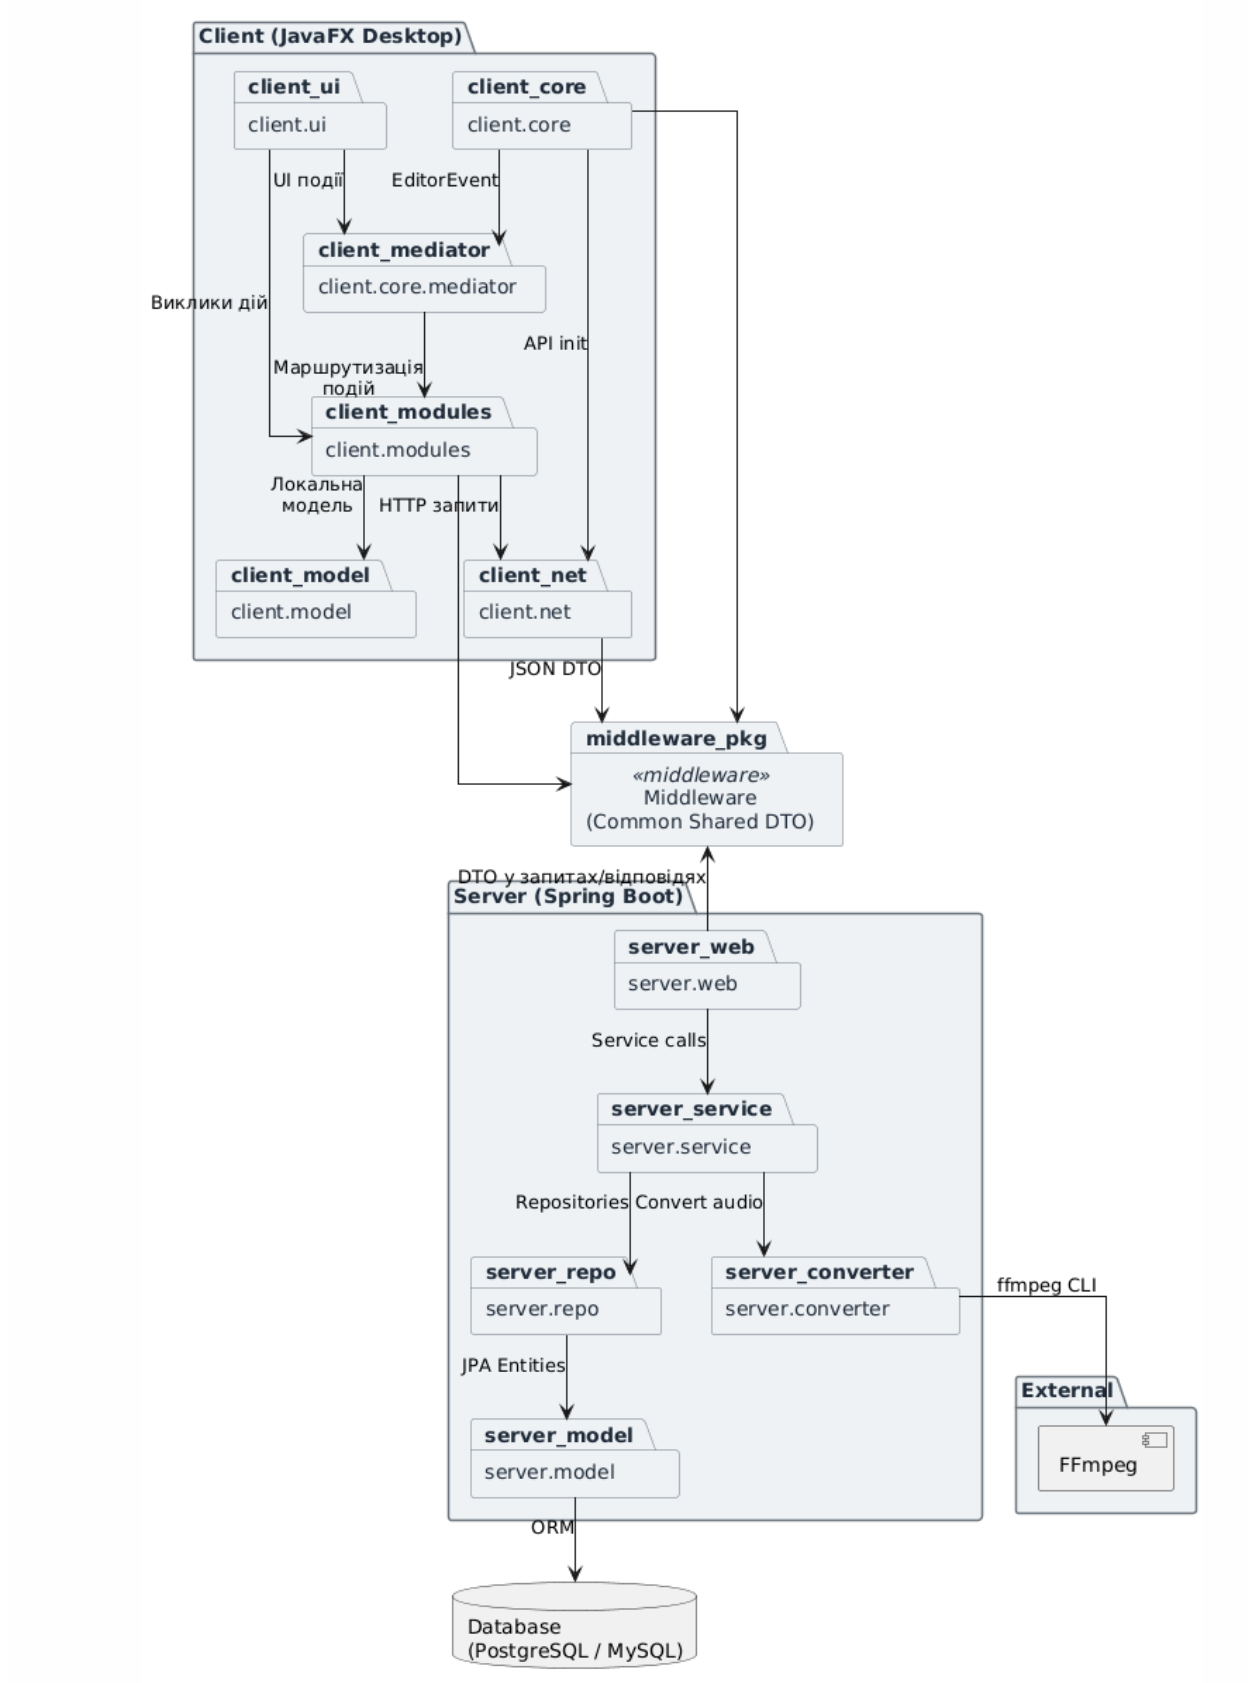 Client (JavaFX Desktop)
client_ui
client.ui
client_core
client.core
UI події
EditorEvent
client_mediator
client.core.mediator
Виклики дій
API init
Маршрутизація
подій
client_modules
client.modules
Локальна
модель
HTTP запити
client_model
client.model
client_net
client.net
JSON DTO
middleware_pkg
«middleware»
Middleware
(Common Shared DTO)
DTO у запитах/відповідях
Server (Spring Boot)
server_web
server.web
Service calls
server_service
server.service
Repositories
Convert audio
server_repo
server.repo
server_converter
server.converter
ffmpeg CLI
JPA Entities
External
FFmpeg
server_model
server.model
ORM
Database
(PostgreSQL / MySQL)